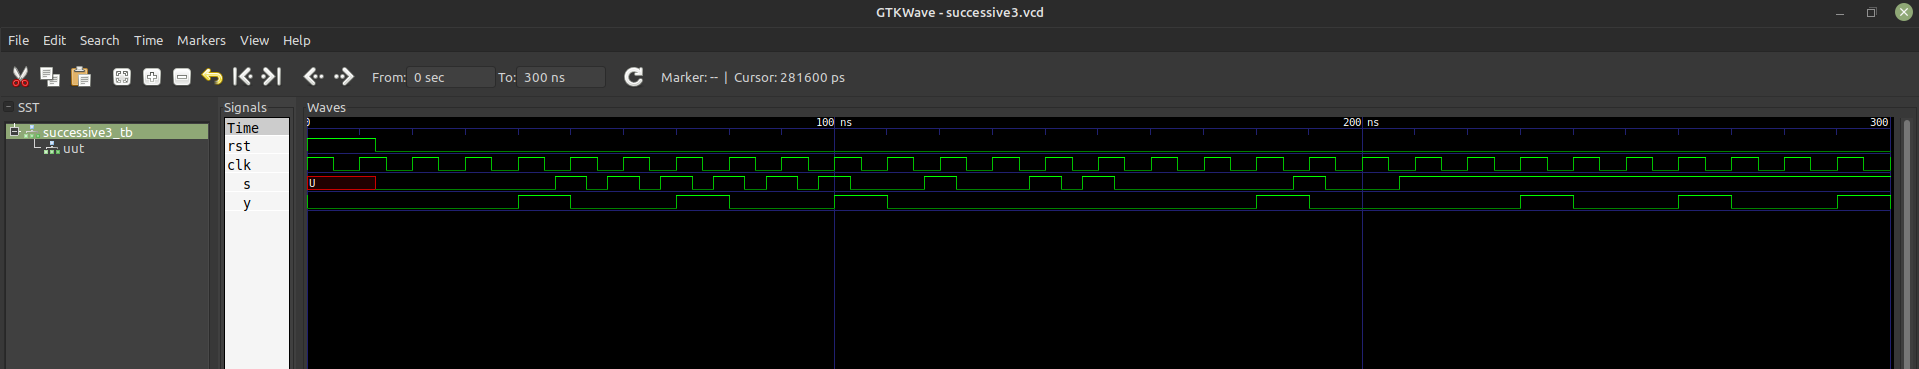 GTKWave - successive3.vcd
File Edit Search Time Markers View Help
From: 0 sec To: 300 ns Marker: -- | Cursor: 281600 ps
SST
successive3_tb
uut
Signals
Time
rst
clk
s
y
Waves
0 100 ns 200 ns 300
U